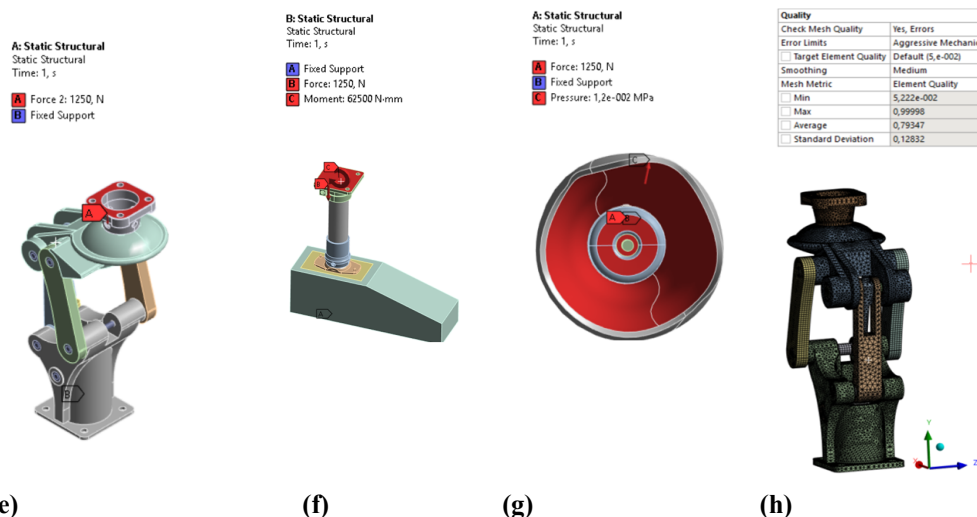 A: Static Structural
Static Structural
Time: 1, s
A Force 2: 1250, N
B Fixed Support
A
B
e)
B: Static Structural
Static Structural
Time: 1, s
A Fixed Support
B Force: 1250, N
C Moment: 62500 N·mm
C
B
A
(f)
A: Static Structural
Static Structural
Time: 1, s
A Force: 1250, N
B Fixed Support
C Pressure: 1,2e-002 MPa
C
A
B
(g)
Quality
Check Mesh Quality Yes, Errors
Error Limits Aggressive Mechanic
Target Element Quality Default (5,e-002)
Smoothing Medium
Mesh Metric Element Quality
Min 5,222e-002
Max 0,99998
Average 0,79347
Standard Deviation 0,12832
Y
X
Z
(h)